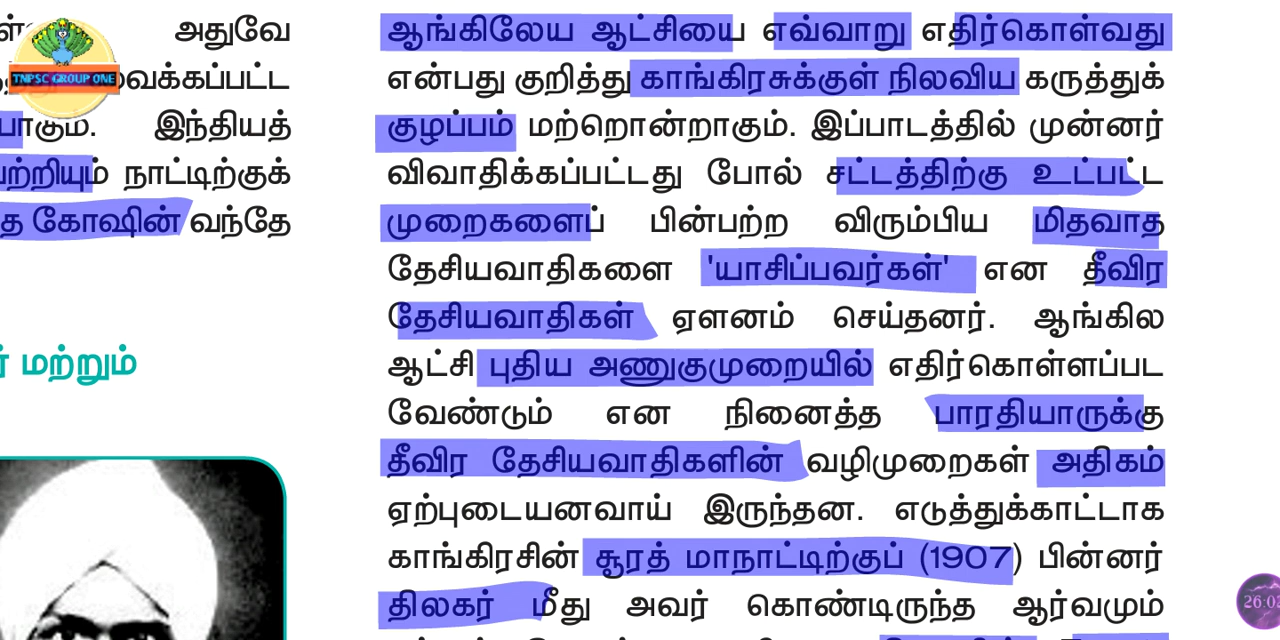 அதுவே
TNPSC GROUP ONE
வைக்கப்பட்ட
யாகும். இந்தியத்
பற்றியும் நாட்டிற்குக்
கோஷின் வந்தே
மற்றும்
ஆங்கிலேய ஆட்சியை எவ்வாறு எதிர்கொள்வது
என்பது குறித்து காங்கிரசுக்குள் நிலவிய கருத்துக்
குழப்பம் மற்றொன்றாகும். இப்பாடத்தில் முன்னர்
விவாதிக்கப்பட்டது போல் சட்டத்திற்கு உட்பட்ட
முறைகளைப் பின்பற்ற விரும்பிய மிதவாத
தேசியவாதிகளை 'யாசிப்பவர்கள்' என தீவிர
தேசியவாதிகள் ஏளனம் செய்தனர். ஆங்கில
ஆட்சி புதிய அணுகுமுறையில் எதிர்கொள்ளப்பட
வேண்டும் என நினைத்த பாரதியாருக்கு
தீவிர தேசியவாதிகளின் வழிமுறைகள் அதிகம்
ஏற்புடையனவாய் இருந்தன. எடுத்துக்காட்டாக
காங்கிரசின் சூரத் மாநாட்டிற்குப் (1907) பின்னர்
திலகர் மீது அவர் கொண்டிருந்த ஆர்வமும்